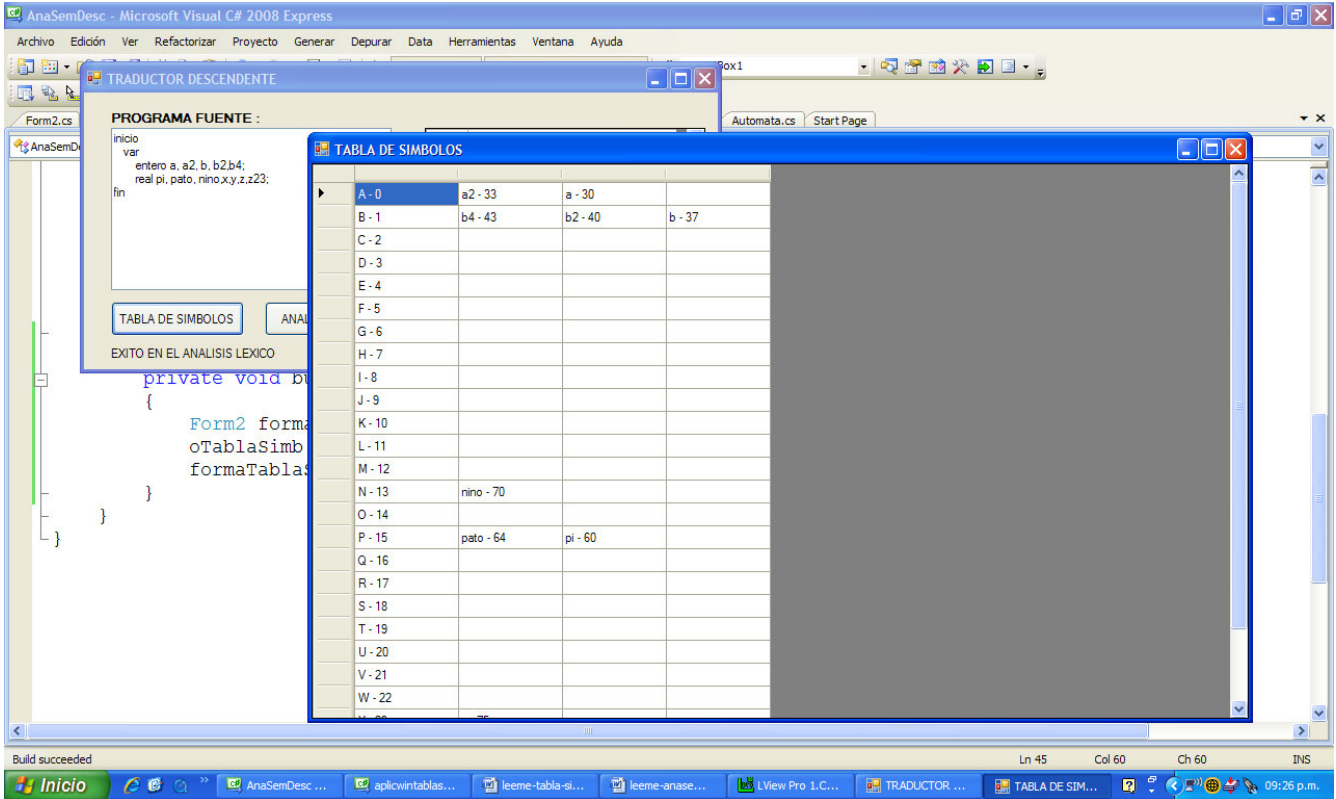 AnaSemDesc - Microsoft Visual C# 2008 Express
Archivo Edición Ver Refactorizar Proyecto Generar Depurar Data Herramientas Ventana Ayuda
TRADUCTOR DESCENDENTE
Form2.cs
Automata.cs Start Page
PROGRAMA FUENTE :
inicio
var
entero a, a2, b, b2,b4;
real pi, pato, nino,x,y,z,z23;
fin
TABLA DE SIMBOLOS
EXITO EN EL ANALISIS LEXICO
private void
{
Form2
oTablaSimb
}
}
}
TABLA DE SIMBOLOS
A - 0 a2 - 33 a - 30
B - 1 b4 - 43 b2 - 40 b - 37
C - 2
D - 3
E - 4
F - 5
G - 6
H - 7
I - 8
J - 9
K - 10
L - 11
M - 12
N - 13 nino - 70
O - 14
P - 15 pato - 64 pi - 60
Q - 16
R - 17
S - 18
T - 19
U - 20
V - 21
W - 22
Build succeeded
Ln 45 Col 60 Ch 60 INS
Inicio AnaSemDesc ... aplicwintablas... leeme-tabla-si... leeme-anase... LView Pro 1.C... TRADUCTOR ... TABLA DE SIM... 09:26 p.m.